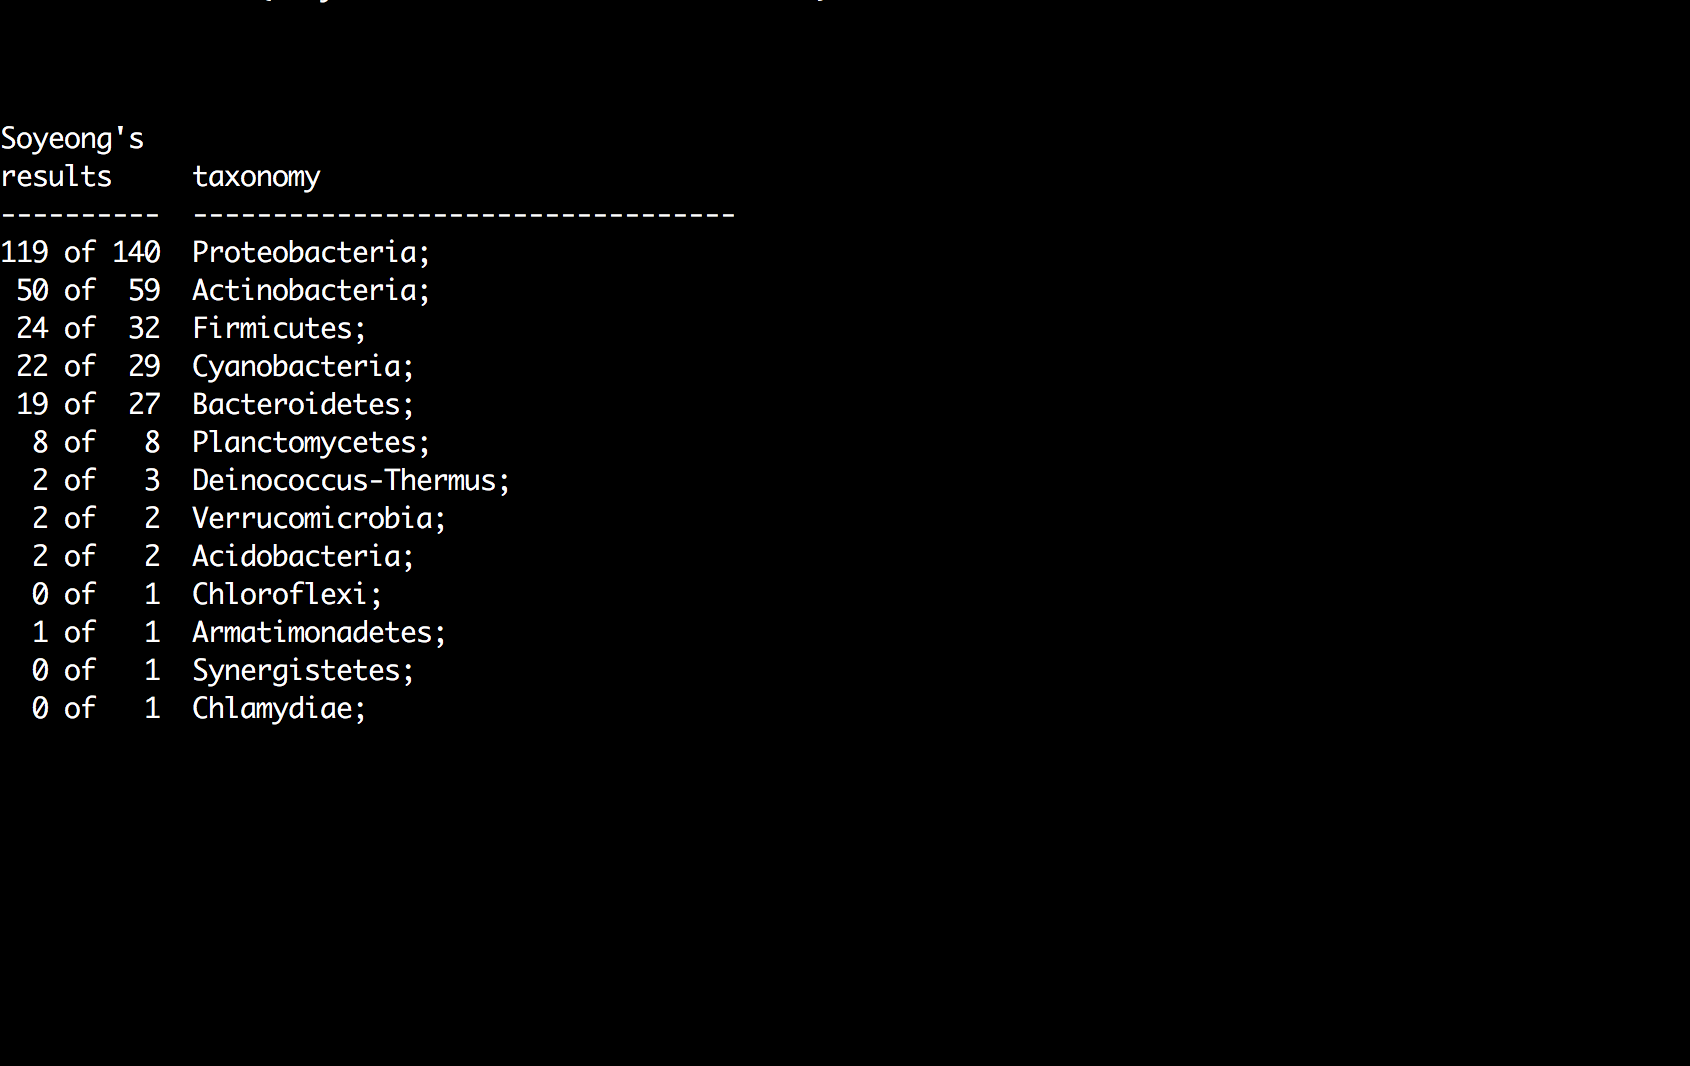 Soyeong's
results     taxonomy
----------  ----------------------------------
119 of 140  Proteobacteria;
 50 of  59  Actinobacteria;
 24 of  32  Firmicutes;
 22 of  29  Cyanobacteria;
 19 of  27  Bacteroidetes;
  8 of   8  Planctomycetes;
  2 of   3  Deinococcus-Thermus;
  2 of   2  Verrucomicrobia;
  2 of   2  Acidobacteria;
  0 of   1  Chloroflexi;
  1 of   1  Armatimonadetes;
  0 of   1  Synergistetes;
  0 of   1  Chlamydiae;